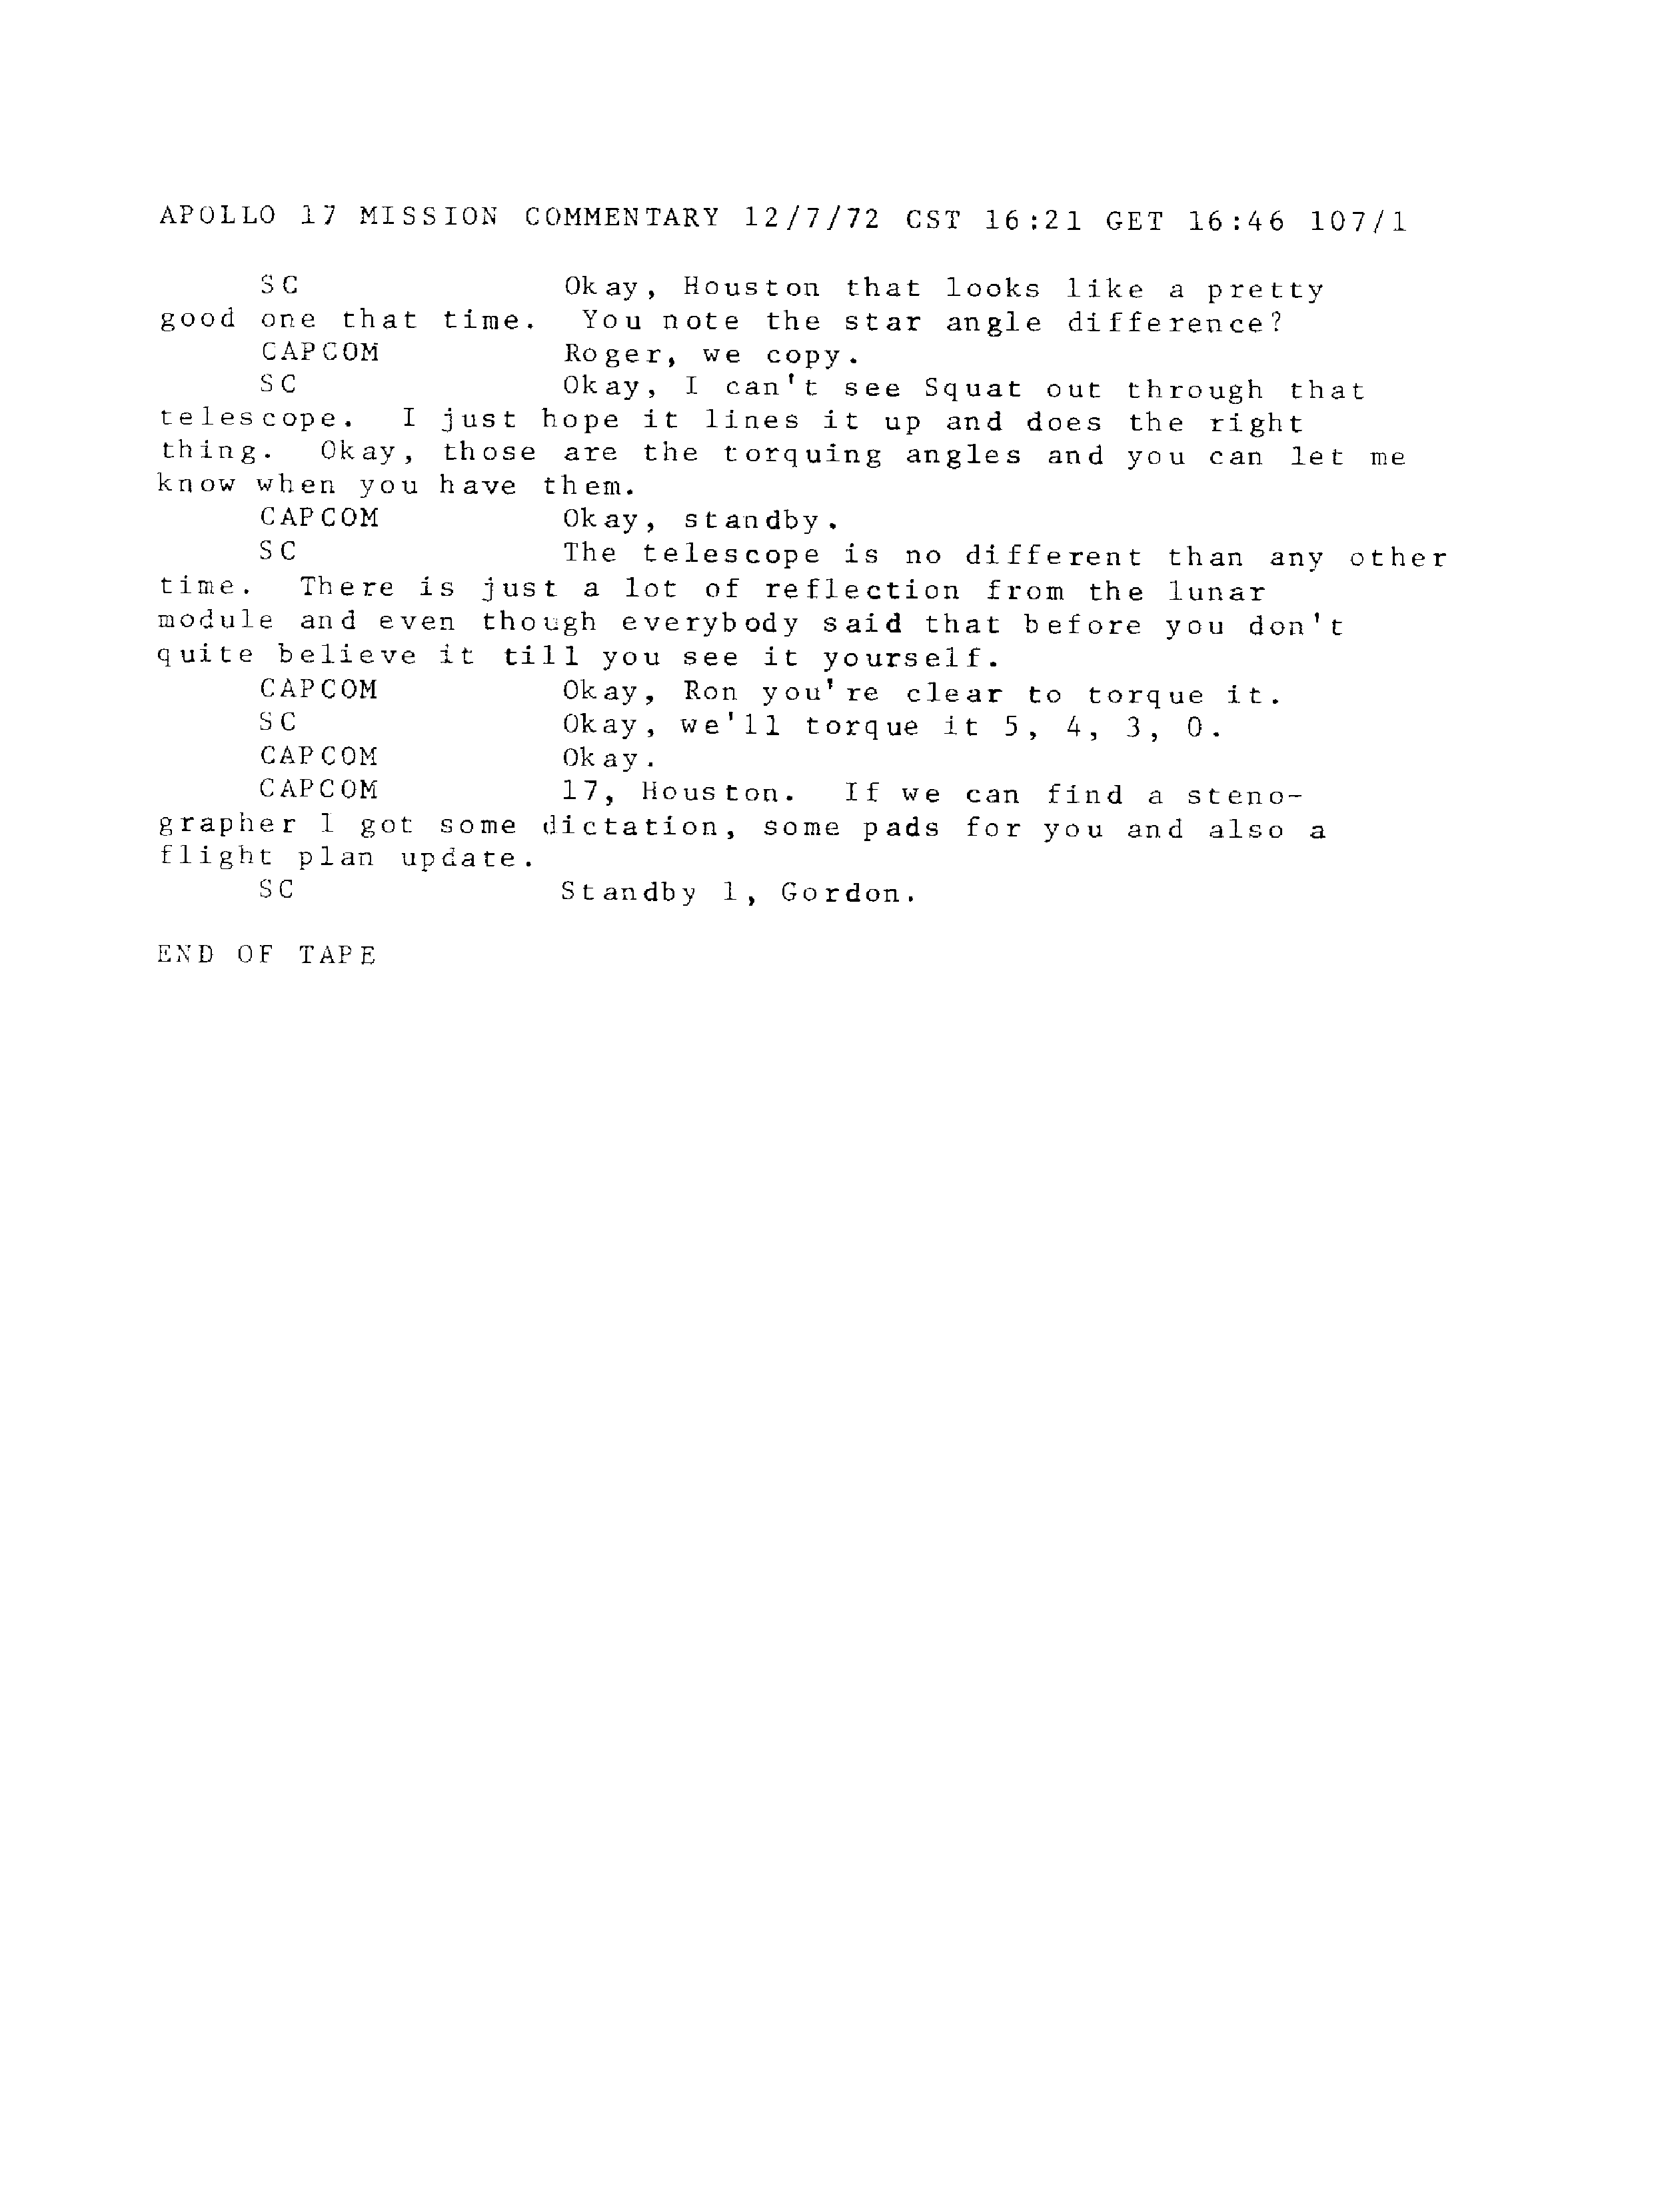 APOLLO 17 MISSION COMMENTARY 12/7/72 CST 16:21 GET 16:46 107/1
SC Okay, Houston that looks like a pretty
good one that time. You note the star angle difference?
CAPCOM Roger, we copy.
SC Okay, I can't see Squat out through that
telescope. I just hope it lines it up and does the right
thing. Okay, those are the torquing angles and you can let me
know when you have them.
CAPCOM Okay, standby.
SC The telescope is no different than any other
time. There is just a lot of reflection from the lunar
module and even though everybody said that before you don't
quite believe it till you see it yourself.
CAPCOM Okay, Ron you're clear to torque it.
SC Okay, we'll torque it 5, 4, 3, 0.
CAPCOM Okay.
CAPCOM 17, Houston. If we can find a steno-
grapher I got some dictation, some pads for you and also a
flight plan update.
SC Standby 1, Gordon.
END OF TAPE